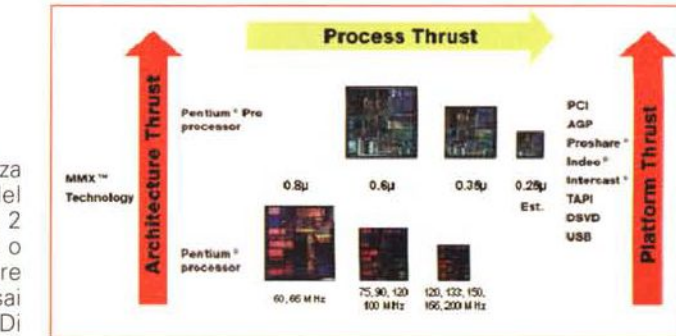 za
del
2
o
re
sai
Di
Process Thrust
Architecture Thrust
Platform Thrust
MMX™
Technology
Pentium® Pro
processor
0.8µ
0.6µ
0.35µ
0.25µ
Est.
Pentium®
processor
60, 66 MHz
75, 90, 120
100 MHz
120, 133, 150,
166, 200 MHz
PCI
AGP
Proshare®
Indeo®
Intercast®
TAPI
DSVD
USB